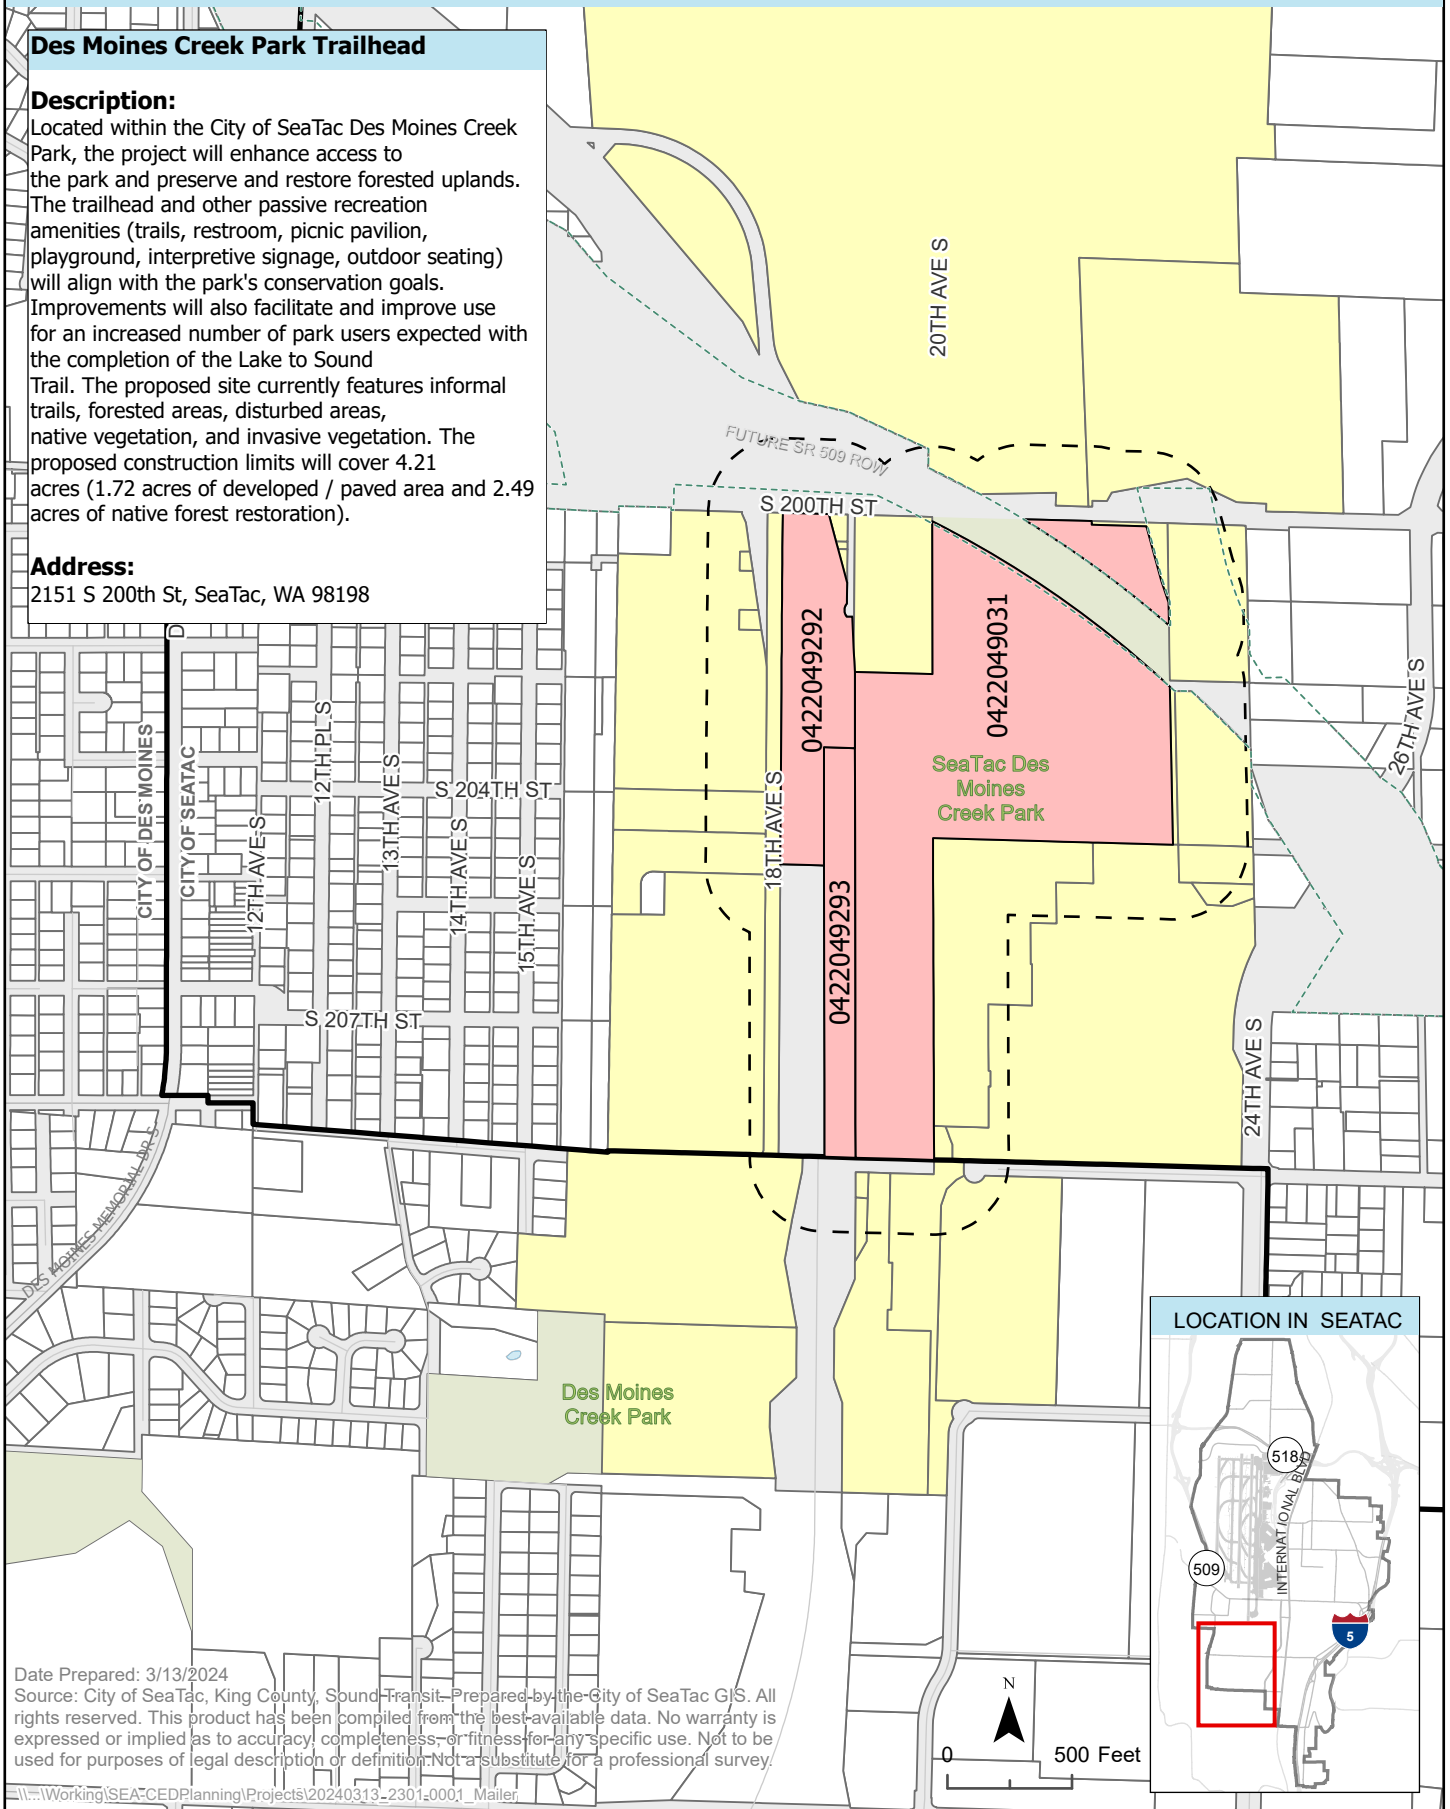 Des Moines Creek Park Trailhead
Description:
Located within the City of SeaTac Des Moines Creek
Park, the project will enhance access to
the park and preserve and restore forested uplands.
The trailhead and other passive recreation
amenities (trails, restroom, picnic pavilion,
playground, interpretive signage, outdoor seating)
will align with the park's conservation goals.
Improvements will also facilitate and improve use
for an increased number of park users expected with
the completion of the Lake to Sound
Trail. The proposed site currently features informal
trails, forested areas, disturbed areas,
native vegetation, and invasive vegetation. The
proposed construction limits will cover 4.21
acres (1.72 acres of developed / paved area and 2.49
acres of native forest restoration).
Address:
2151 S 200th St, SeaTac, WA 98198
20TH AVE S
FUTURE SR 509 ROW
S 200TH ST
0422049292
0422049031
0422049293
SeaTac Des
Moines
Creek Park
26TH AVE S
D
CITY OF DES MOINES
CITY OF SEATAC
12TH AVE S
12TH PL S
13TH AVE S
S 204TH ST
14TH AVE S
15TH AVE S
18TH AVE S
S 207TH ST
24TH AVE S
DES MOINES MEMORIAL DR S
Des Moines
Creek Park
LOCATION IN SEATAC
518
INTERNATIONAL BLVD
509
5
Date Prepared: 3/13/2024
Source: City of SeaTac, King County, Sound Transit. Prepared by the City of SeaTac GIS. All
rights reserved. This product has been compiled from the best available data. No warranty is
expressed or implied as to accuracy, completeness, or fitness for any specific use. Not to be
used for purposes of legal description or definition. Not a substitute for a professional survey.
\\...\Working\SEA-CEDPlanning\Projects\20240313_2301-0001_Mailer
N
0 500 Feet